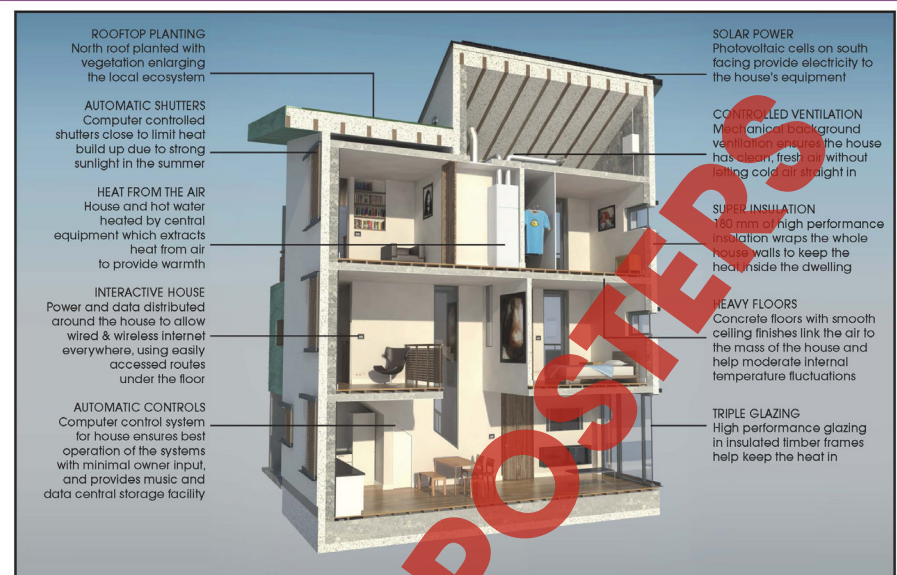 ROOFTOP PLANTING
North roof planted with
vegetation enlarging
the local ecosystem
AUTOMATIC SHUTTERS
Computer controlled
shutters close to limit heat
build up due to strong
sunlight in the summer
HEAT FROM THE AIR
House and hot water
heated by central
equipment which extracts
heat from air
to provide warmth
INTERACTIVE HOUSE
Power and data distributed
around the house to allow
wired & wireless internet
everywhere, using easily
accessed routes
under the floor
AUTOMATIC CONTROLS
Computer control system
for house ensures best
operation of the systems
with minimal owner input,
and provides music and
data central storage facility
SOLAR POWER
Photovoltaic cells on south
facing provide electricity to
the house's equipment
CONTROLLED VENTILATION
Mechanical background
ventilation ensures the house
has clean, fresh air without
letting cold air straight in
SUPER INSULATION
180 mm of high performance
insulation wraps the whole
house walls to keep the
heat inside the dwelling
HEAVY FLOORS
Concrete floors with smooth
ceiling finishes link the air to
the mass of the house and
help moderate internal
temperature fluctuations
TRIPLE GLAZING
High performance glazing
in insulated timber frames
help keep the heat in
POSTERS